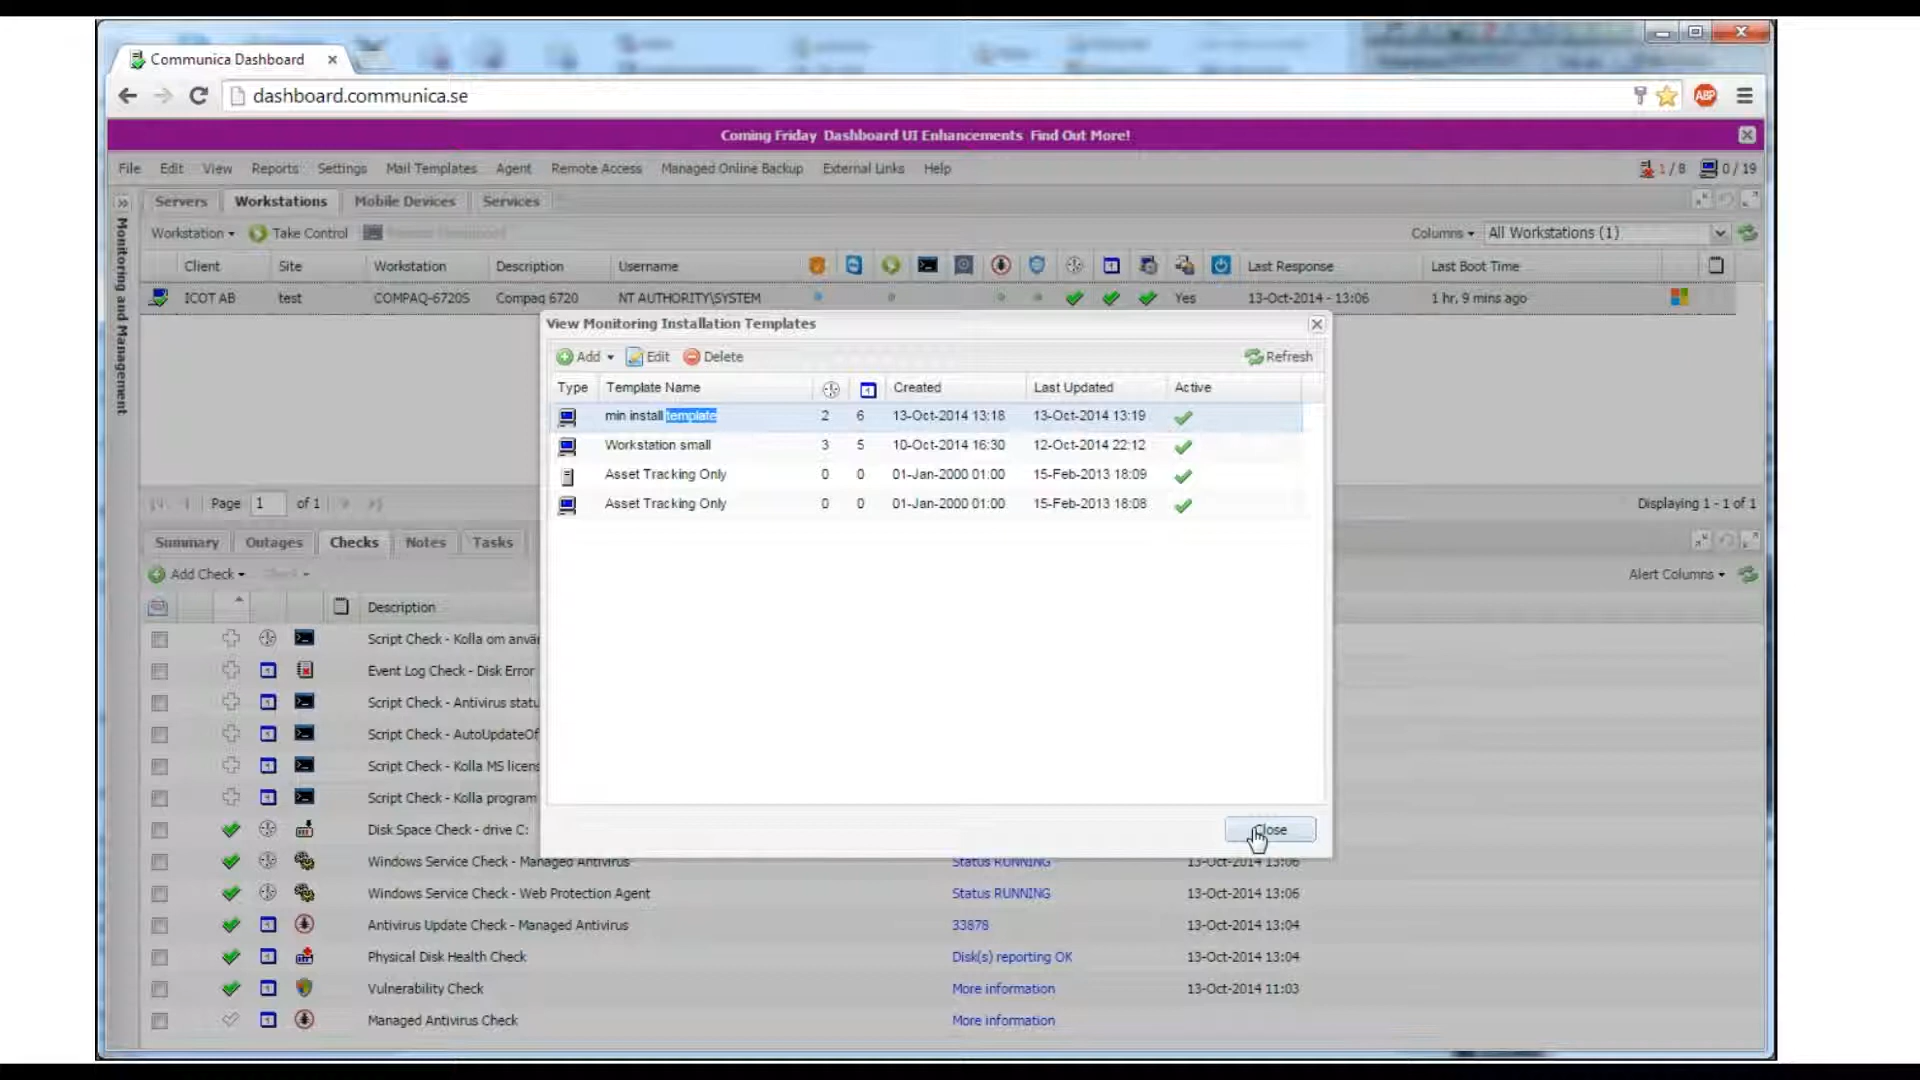 Communica Dashboard
dashboard.communica.se
ABP
Coming Friday Dashboard UI Enhancements Find Out More!
File Edit View Reports Settings Mail Templates Agent Remote Access Managed Online Backup External Links Help 1 / 8 0 / 19
Servers Workstations Mobile Devices Services
Monitoring and Management
Workstation Take Control Columns All Workstations (1)
Client Site Workstation Description Username Last Response Last Boot Time
ICOT AB test COMPAQ-6720S Compaq 6720 NT AUTHORITY\SYSTEM Yes 13-Oct-2014 - 13:06 1 hr, 9 mins ago
View Monitoring Installation Templates
Add Edit Delete Refresh
Type Template Name Created Last Updated Active
min install template 2 6 13-Oct-2014 13:18 13-Oct-2014 13:19
Workstation small 3 5 10-Oct-2014 16:30 12-Oct-2014 22:12
Asset Tracking Only 0 0 01-Jan-2000 01:00 15-Feb-2013 18:09
Asset Tracking Only 0 0 01-Jan-2000 01:00 15-Feb-2013 18:08
Close
Page 1 of 1 Displaying 1 - 1 of 1
Summary Outages Checks Notes Tasks
Add Check Check Alert Columns
Description
Script Check - Kolla om använ
Event Log Check - Disk Error
Script Check - Antivirus statu
Script Check - AutoUpdateOf
Script Check - Kolla MS licens
Script Check - Kolla program
Disk Space Check - drive C:
Windows Service Check - Managed Antivirus Status RUNNING 13-Oct-2014 13:06
Windows Service Check - Web Protection Agent Status RUNNING 13-Oct-2014 13:06
Antivirus Update Check - Managed Antivirus 33878 13-Oct-2014 13:04
Physical Disk Health Check Disk(s) reporting OK 13-Oct-2014 13:04
Vulnerability Check More information 13-Oct-2014 11:03
Managed Antivirus Check More information